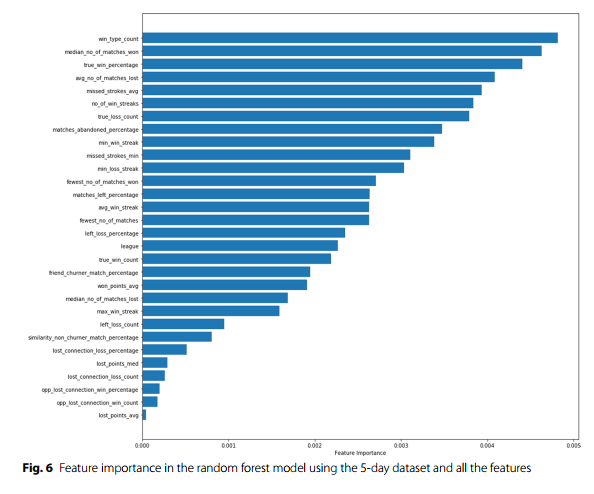 win_type_count
median_no_of_matches_won
true_win_percentage
avg_no_of_matches_lost
missed_strokes_avg
no_of_win_streaks
true_loss_count
matches_abandoned_percentage
min_win_streak
missed_strokes_min
min_loss_streak
fewest_no_of_matches_won
matches_left_percentage
avg_win_streak
fewest_no_of_matches
left_loss_percentage
league
true_win_count
friend_churner_match_percentage
won_points_avg
median_no_of_matches_lost
max_win_streak
left_loss_count
similarity_non_churner_match_percentage
lost_connection_loss_percentage
lost_points_med
lost_connection_loss_count
opp_lost_connection_win_percentage
opp_lost_connection_win_count
lost_points_avg
0.000 0.001 0.002 0.003 0.004 0.005
Feature Importance
Fig. 6 Feature importance in the random forest model using the 5-day dataset and all the features